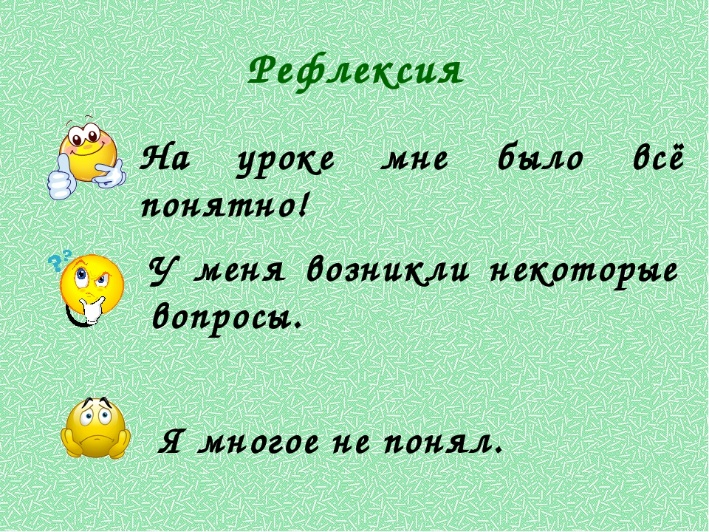 Рефлексия
На уроке мне было всё
понятно!
??
У меня возникли некоторые
вопросы.
Я многое не понял.